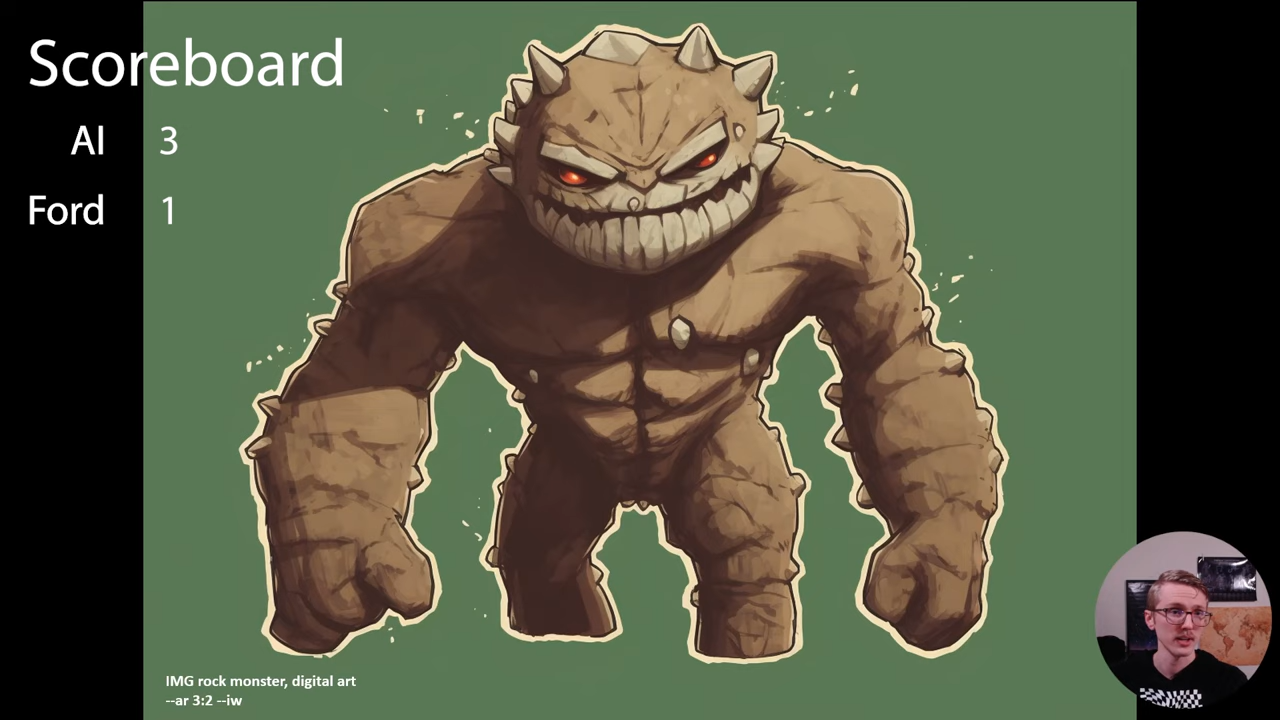 Scoreboard
AI 3
Ford 1
IMG rock monster, digital art
--ar 3:2 --iw